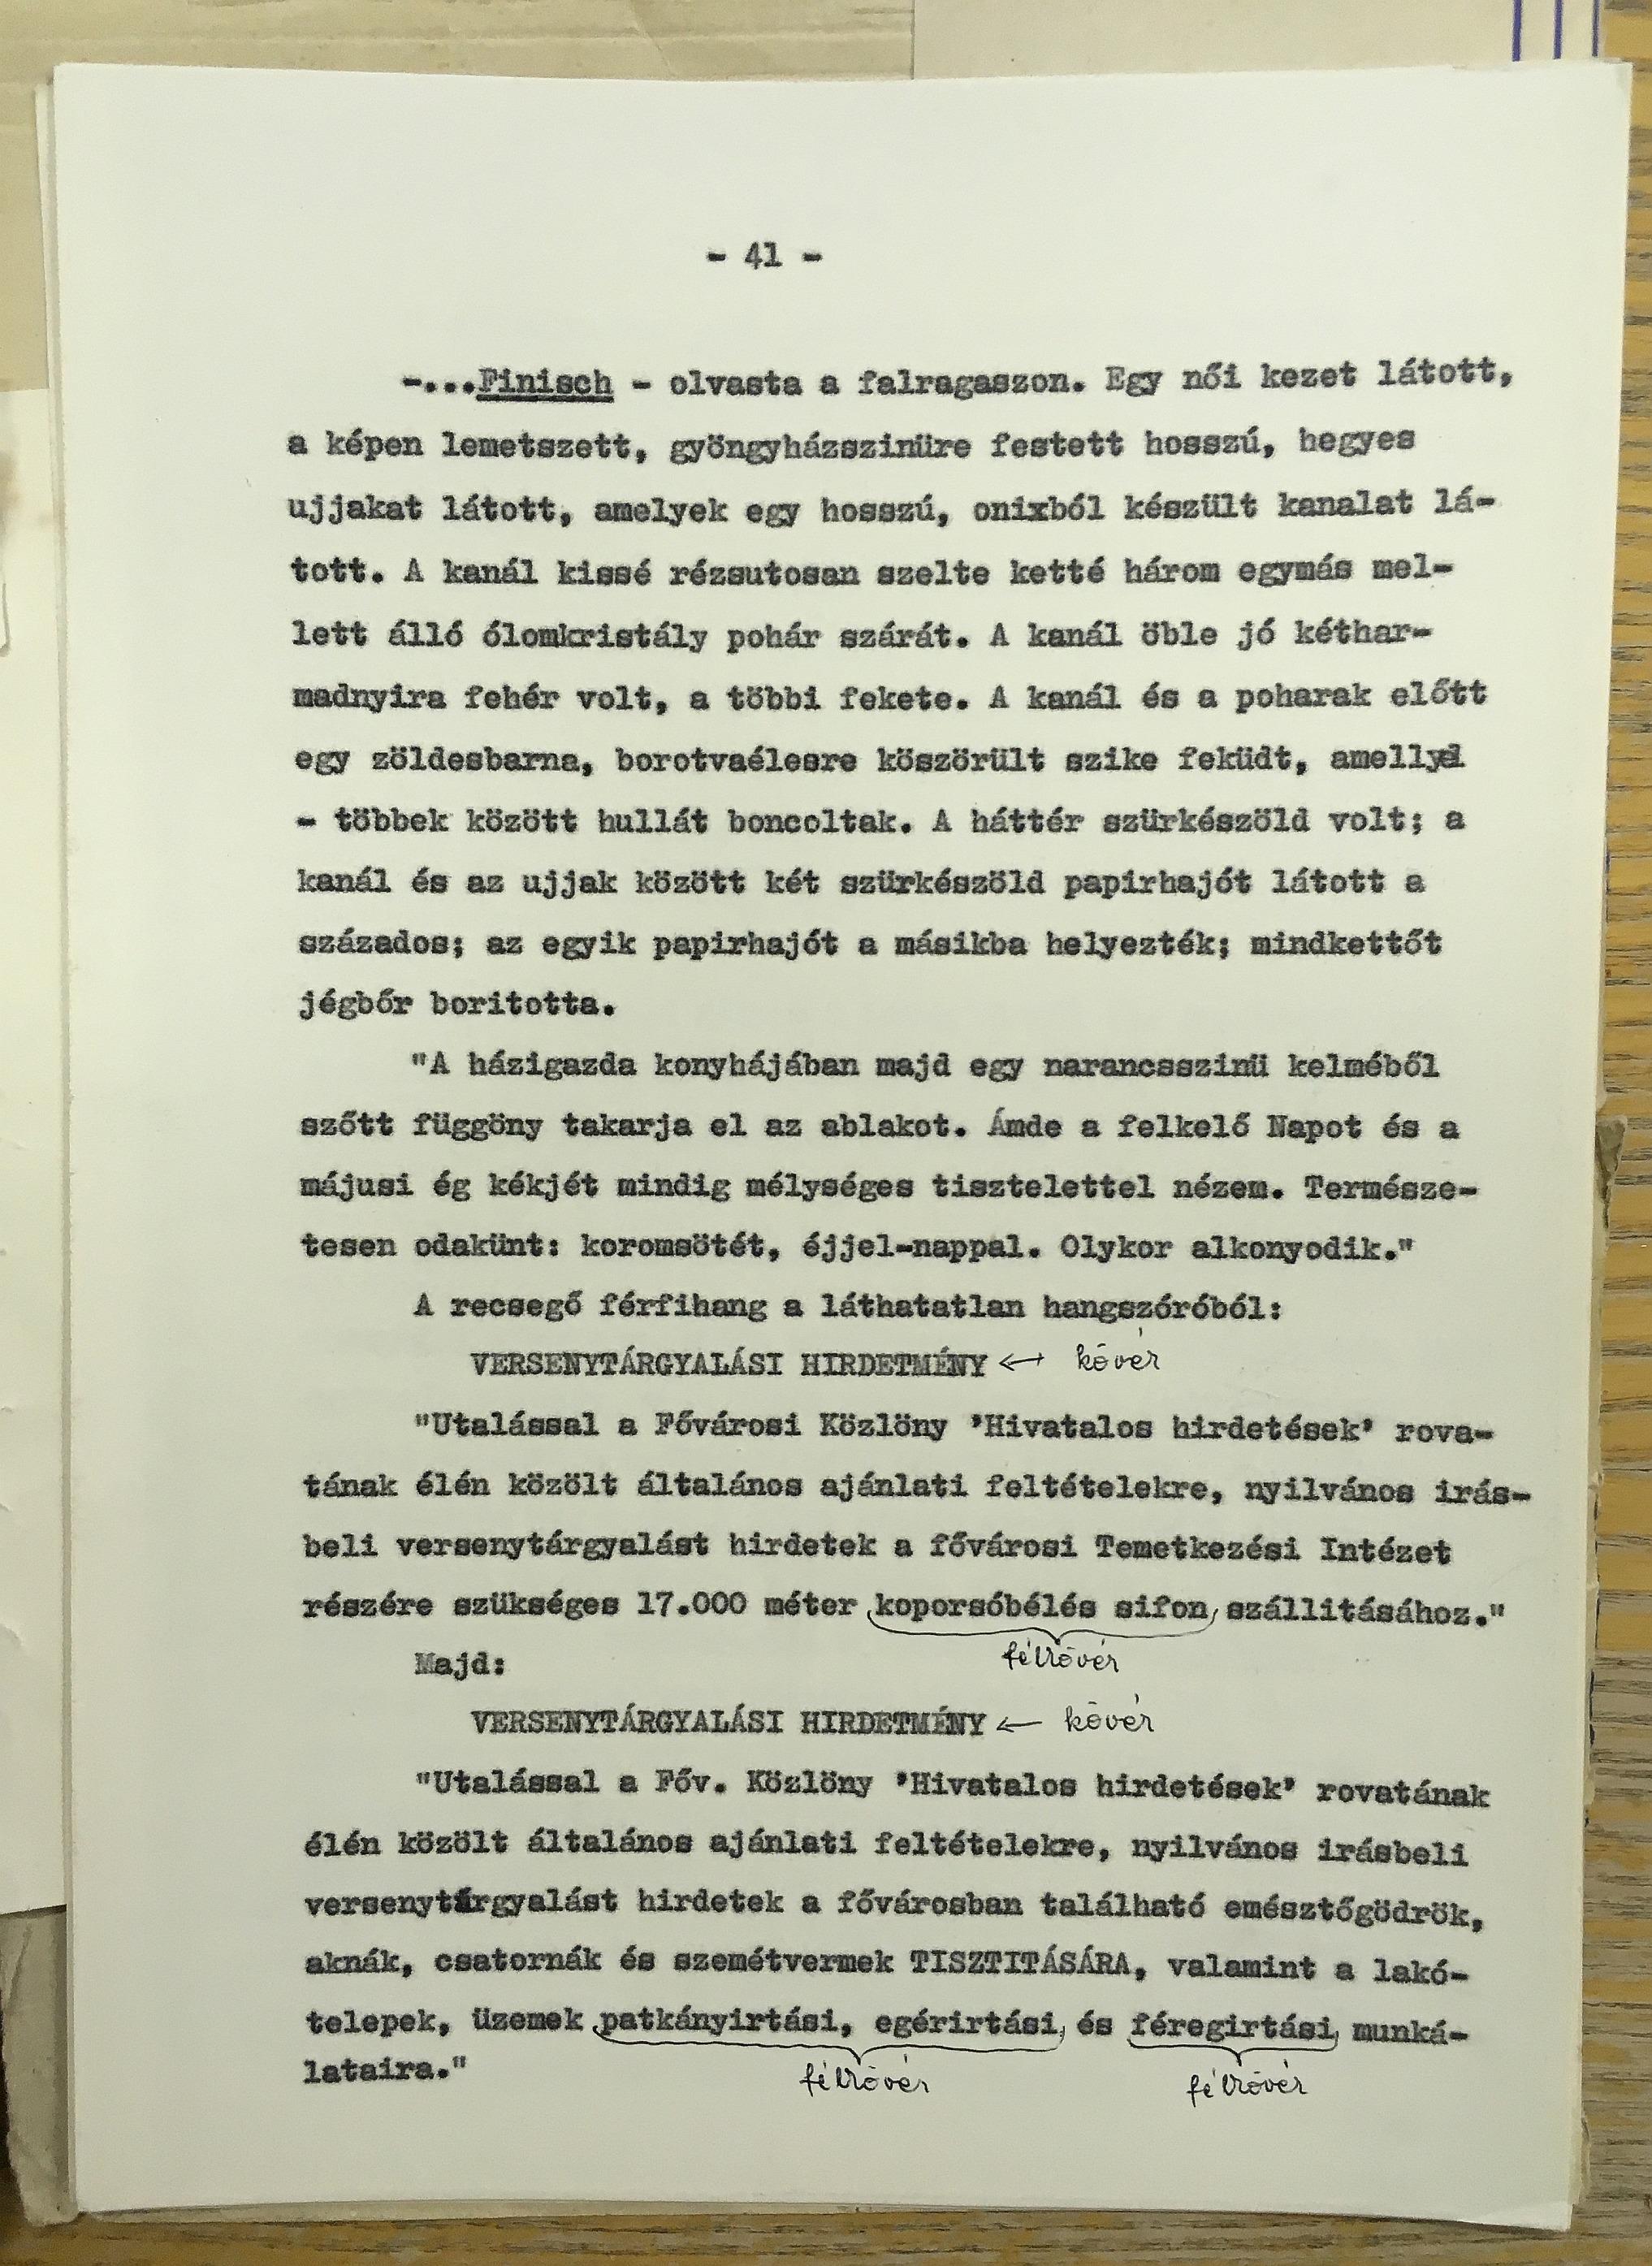 - 41 -
-...Finisch - olvasta a falragaszon. Egy női kezet látott,
a képen lemetszett, gyöngyházszinüre festett hosszú, hegyes
ujjakat látott, amelyek egy hosszú, onixból készült kanalat lá-
tott. A kanál kissé rézsutosan szelte ketté három egymás mel-
lett álló ólomkristály pohár szárát. A kanál öble jó kéthar-
madnyira fehér volt, a többi fekete. A kanál és a poharak előtt
egy zöldesbarna, borotvaélesre köszörült szike feküdt, amellyel
- többek között hullát boncoltak. A háttér szürkészöld volt; a
kanál és az ujjak között két szürkészöld papirhajót látott a
százados; az egyik papirhajót a másikba helyezték; mindkettőt
jégbőr boritotta.
"A házigazda konyhájában majd egy narancsszinü kelméből
szőtt függöny takarja el az ablakot. Ámde a felkelő Napot és a
májusi ég kékjét mindig mélységes tisztelettel nézem. Természe-
tesen odakünt: koromsötét, éjjel-nappal. Olykor alkonyodik."
A recsegő férfihang a láthatatlan hangszóróból:
VERSENYTÁRGYALÁSI HIRDETMÉNY ← kövér
"Utalással a Fővárosi Közlöny 'Hivatalos hirdetések' rova-
tának élén közölt általános ajánlati feltételekre, nyilvános irás-
beli versenytárgyalást hirdetek a fővárosi Temetkezési Intézet
részére szükséges 17.000 méter koporsóbélés sifon szállitásához."
félkövér
Majd:
VERSENYTÁRGYALÁSI HIRDETMÉNY ← kövér
"Utalással a Főv. Közlöny 'Hivatalos hirdetések' rovatának
élén közölt általános ajánlati feltételekre, nyilvános irásbeli
versenytárgyalást hirdetek a fővárosban található emésztőgödrök,
aknák, csatornák és szemétvermek TISZTITÁSÁRA, valamint a lakó-
telepek, üzemek patkányirtási, egérirtási és féregirtási munká-
lataira."
félkövér félkövér